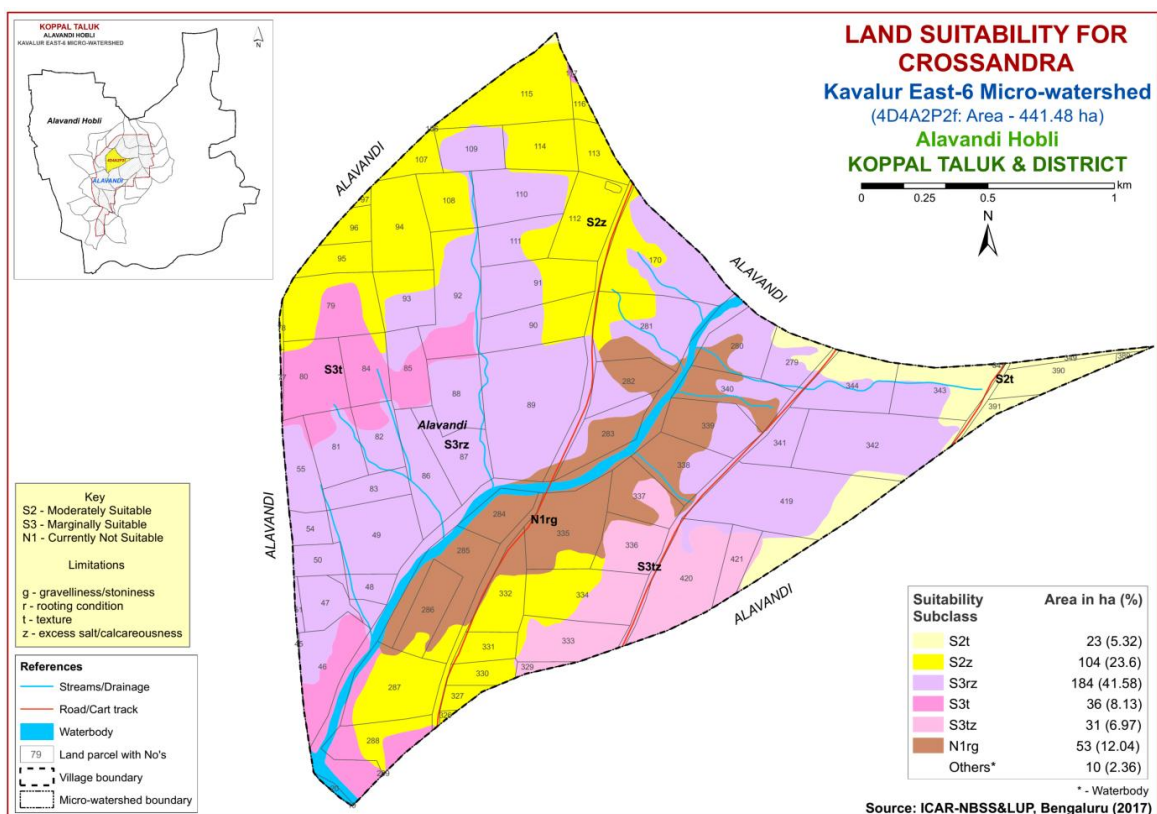 KOPPAL TALUK
ALAVANDI HOBLI
KAVALUR EAST-6 MICRO-WATERSHED
N
Alavandi Hobli
ALAVANDI
LAND SUITABILITY FOR
CROSSANDRA
Kavalur East-6 Micro-watershed
(4D4A2P2f: Area - 441.48 ha)
Alavandi Hobli
KOPPAL TALUK & DISTRICT
km
0 0.25 0.5 1
N
115
116
107
109
114
113
97
108
110
96
94
112
S2z
95
111
170
ALAVANDI
ALAVANDI
93
92
91
79
90
281
280
279
349
389
390
S2t
S3t
80
84
85
282
340
344
343
391
88
89
Alavandi
S3rz
87
339
81
82
283
341
342
55
86
338
83
337
419
284
N1rg
54
49
285
335
336
S3tz
421
50
420
48
47
286
332
334
333
46
331
329
287
330
327
288
ALAVANDI
ALAVANDI
Key
S2 - Moderately Suitable
S3 - Marginally Suitable
N1 - Currently Not Suitable
Limitations
g - gravelliness/stoniness
r - rooting condition
t - texture
z - excess salt/calcareousness
References
Streams/Drainage
Road/Cart track
Waterbody
79 Land parcel with No's
Village boundary
Micro-watershed boundary
Suitability Subclass Area in ha (%)
S2t 23 (5.32)
S2z 104 (23.6)
S3rz 184 (41.58)
S3t 36 (8.13)
S3tz 31 (6.97)
N1rg 53 (12.04)
Others* 10 (2.36)
* - Waterbody
Source: ICAR-NBSS&LUP, Bengaluru (2017)